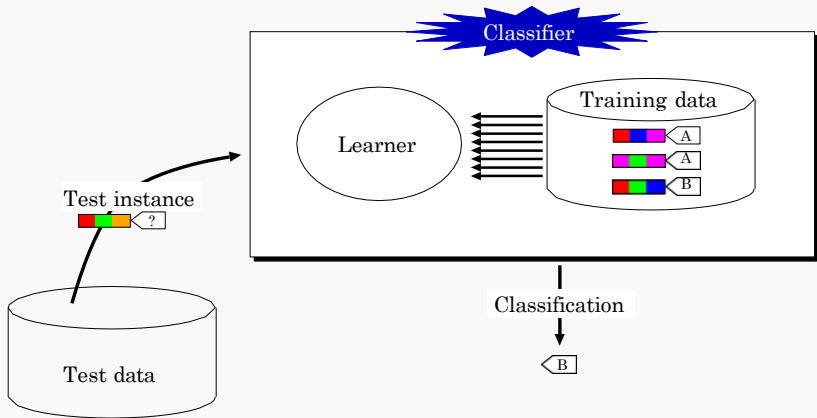 Classifier
Training data
A
Learner
A
B
Test instance
?
Classification
B
Test data